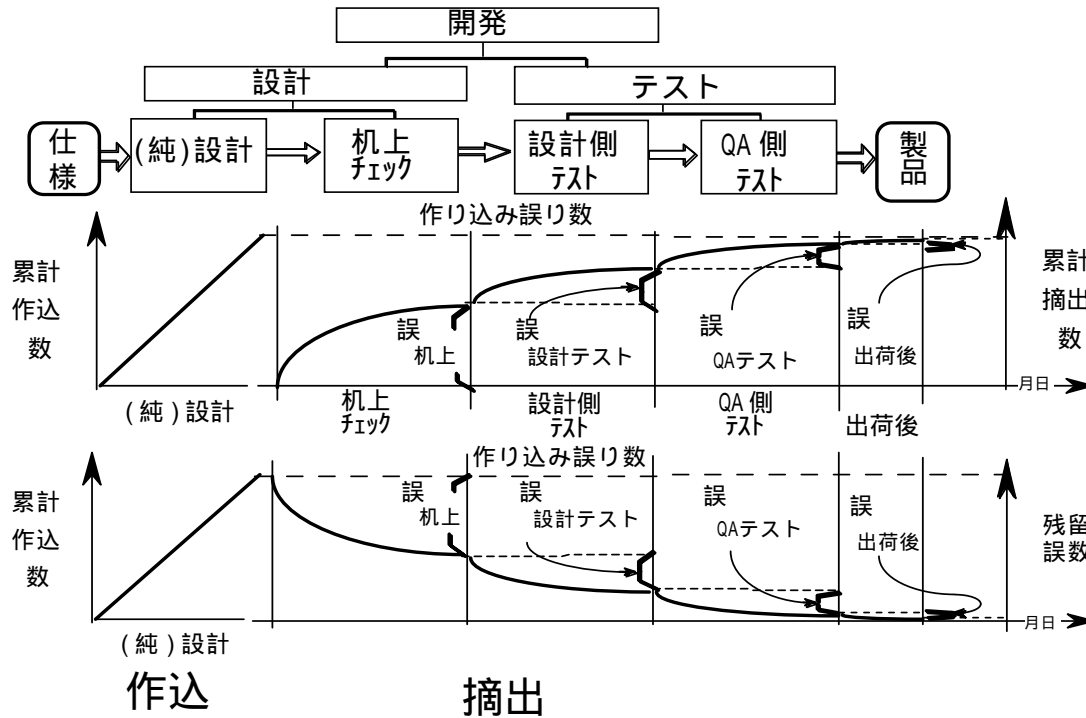 開発
設計
テスト
仕様
(純)設計
机上
チェック
設計側
テスト
QA 側
テスト
製品
作り込み誤り数
累計
作込
数
累計
摘出
数
誤
机上
誤
設計テスト
誤
QAテスト
誤
出荷後
月日
(純)設計
机上
チェック
設計側
テスト
QA 側
テスト
出荷後
作り込み誤り数
累計
作込
数
残留
誤数
誤
机上
誤
設計テスト
誤
QAテスト
誤
出荷後
月日
(純)設計
作込
摘出